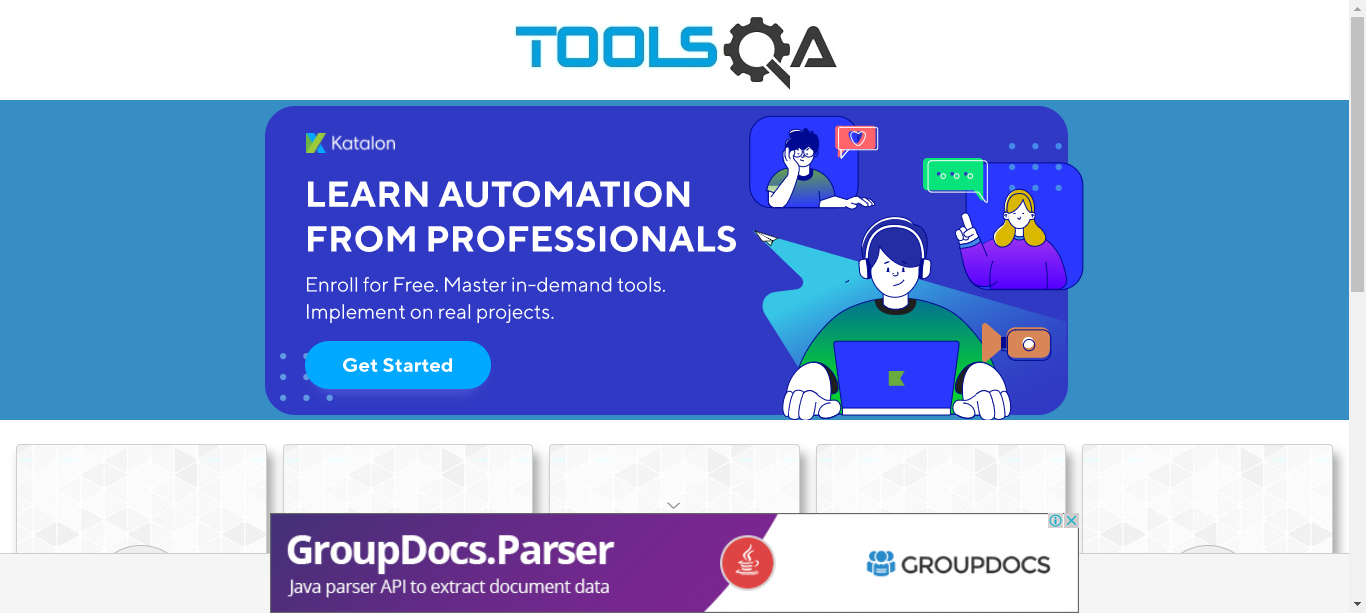 TOOLSQA
Katalon
LEARN AUTOMATION
FROM PROFESSIONALS
Enroll for Free. Master in-demand tools.
Implement on real projects.
Get Started
GroupDocs.Parser
Java parser API to extract document data
GROUPDOCS